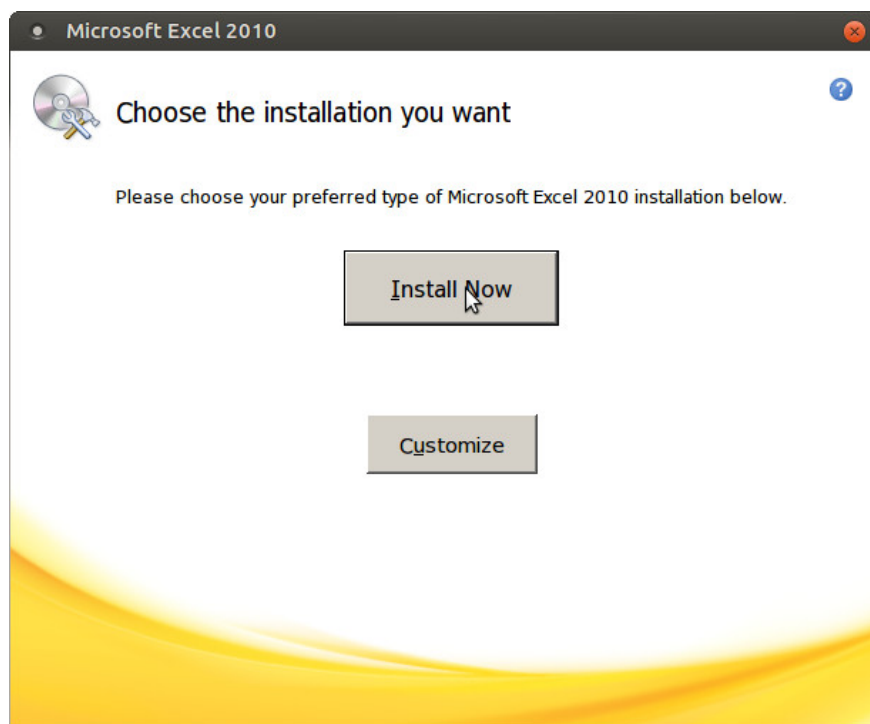 Microsoft Excel 2010
Choose the installation you want
Please choose your preferred type of Microsoft Excel 2010 installation below.
Install Now
Customize